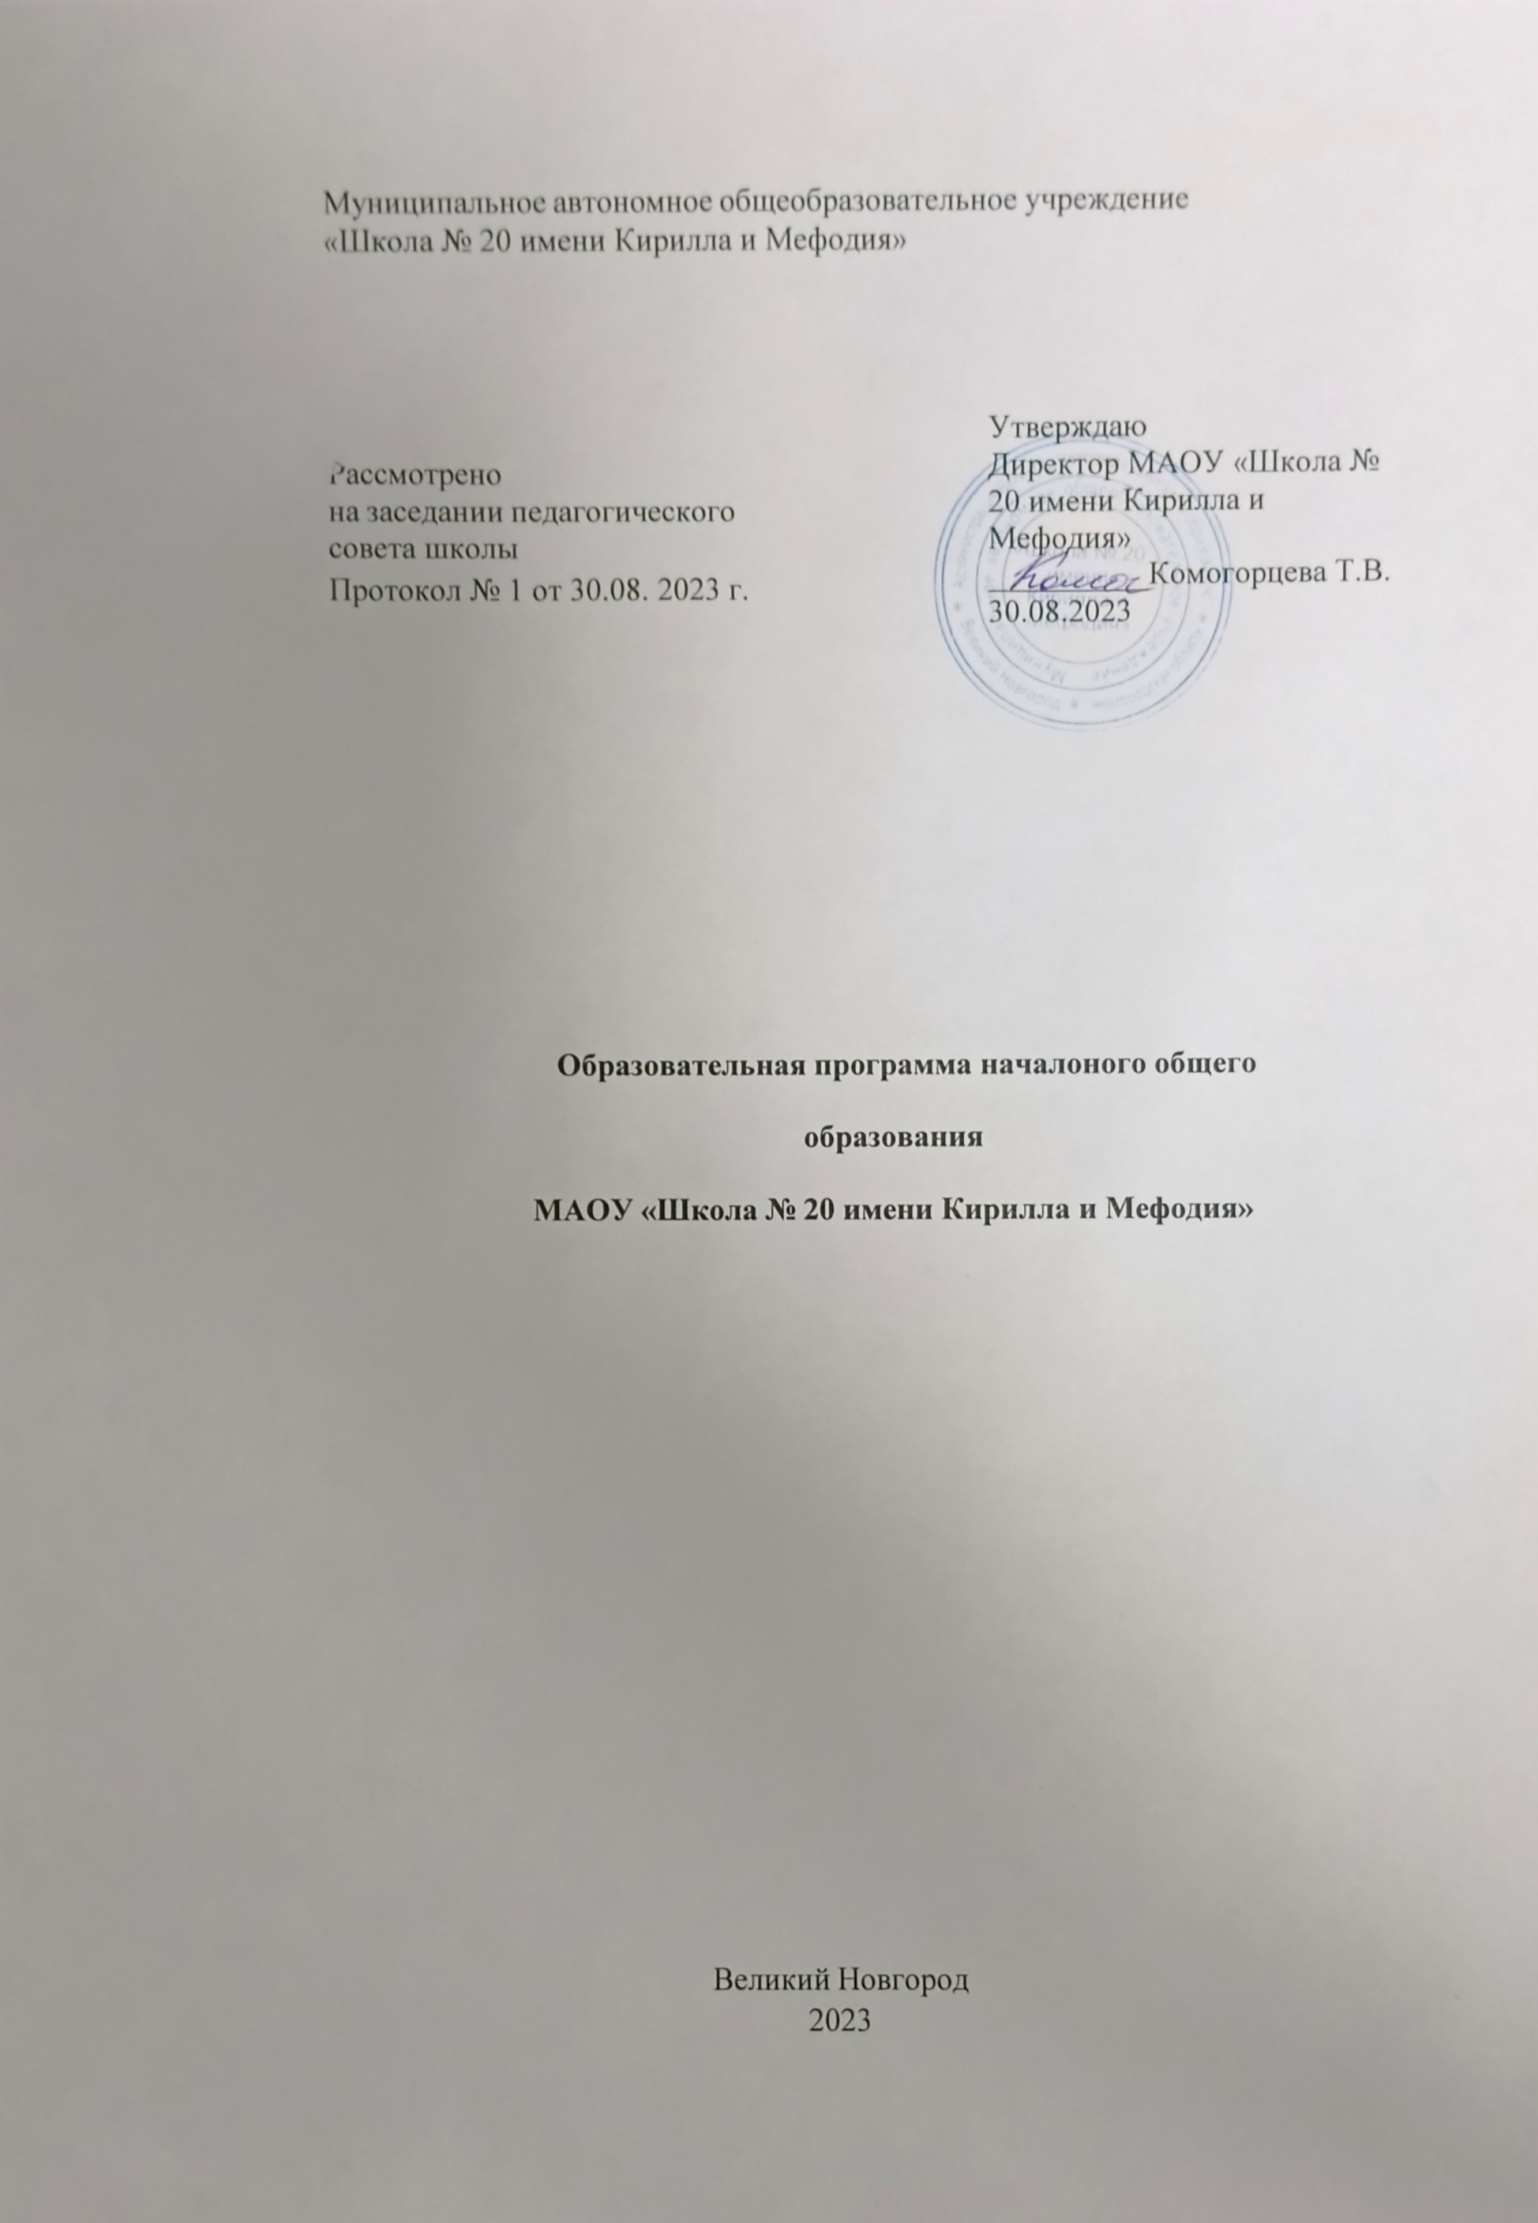 Муниципальное автономное общеобразовательное учреждение
«Школа № 20 имени Кирилла и Мефодия»
Рассмотрено
на заседании педагогического
совета школы
Протокол № 1 от 30.08. 2023 г.
Утверждаю
Директор МАОУ «Школа №
20 имени Кирилла и
Мефодия»
Комогорцева Т.В.
30.08.2023
Образовательная программа началоного общего
образования
МАОУ «Школа № 20 имени Кирилла и Мефодия»
Великий Новгород
2023